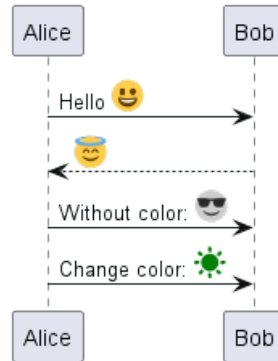 Alice Bob
Hello 😀
😇
Without color: 😎
Change color: ☀
Alice Bob